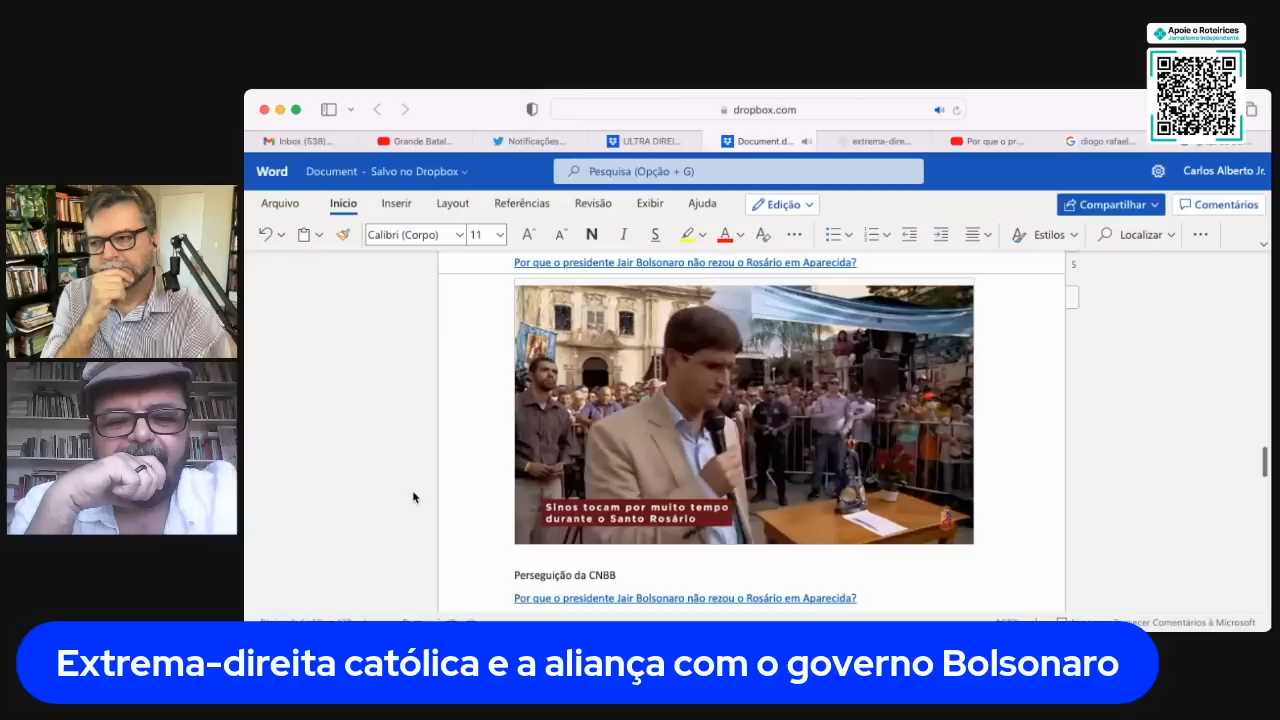 Apoie o Roteirices
Jornalismo Independente
dropbox.com
Inbox (538)...
Grande Batal...
Notificações...
ULTRA DIREI...
Document.d...
extrema-dire...
Por que o pr...
diogo rafael...
Word
Document - Salvo no Dropbox
Pesquisa (Opção + G)
Carlos Alberto Jr.
Arquivo
Início
Inserir
Layout
Referências
Revisão
Exibir
Ajuda
Edição
Compartilhar
Comentários
Calibri (Corpo)
11
N
I
S
A
Estilos
Localizar
Por que o presidente Jair Bolsonaro não rezou o Rosário em Aparecida?
5
Sinos tocam por muito tempo
durante o Santo Rosário
Perseguição da CNBB
Por que o presidente Jair Bolsonaro não rezou o Rosário em Aparecida?
Comentários à Microsoft
Extrema-direita católica e a aliança com o governo Bolsonaro